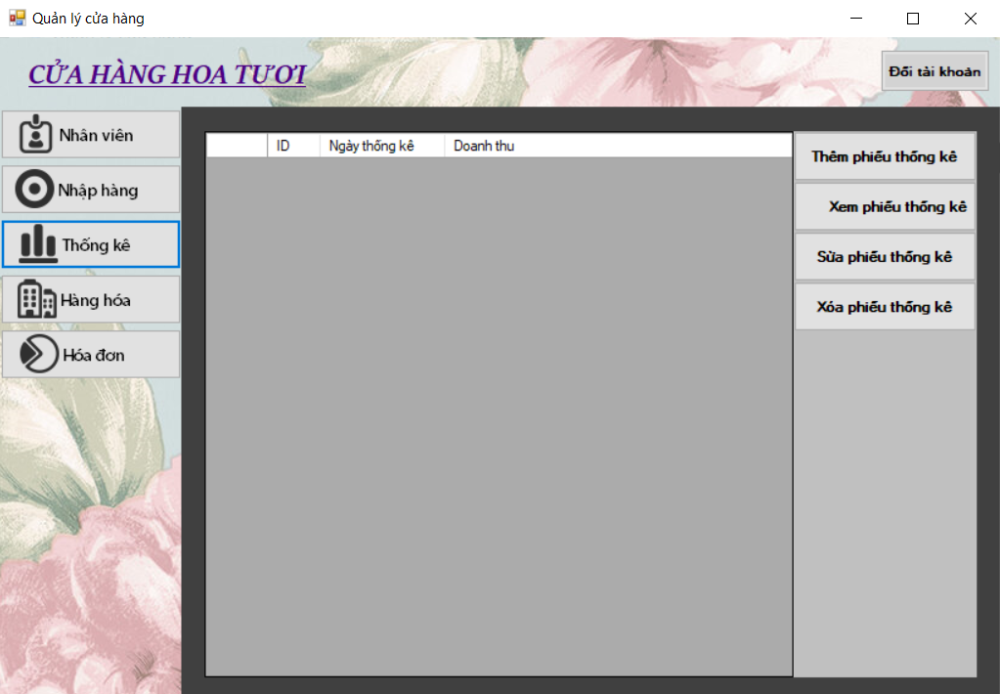 Quản lý cửa hàng
CỬA HÀNG HOA TƯƠI
Đổi tài khoản
Nhân viên
Nhập hàng
Thống kê
Hàng hóa
Hóa đơn
ID Ngày thống kê Doanh thu
Thêm phiếu thống kê
Xem phiếu thống kê
Sửa phiếu thống kê
Xóa phiếu thống kê